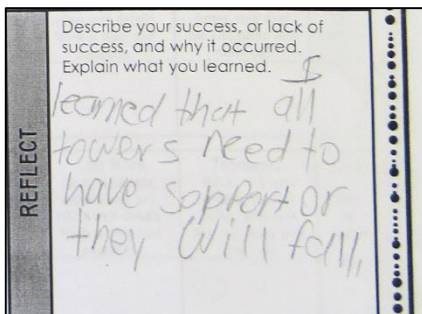 Describe your success, or lack of
success, and why it occurred.
Explain what you learned. I
learned that all
towers need to
have sopport or
they will fall.
REFLECT